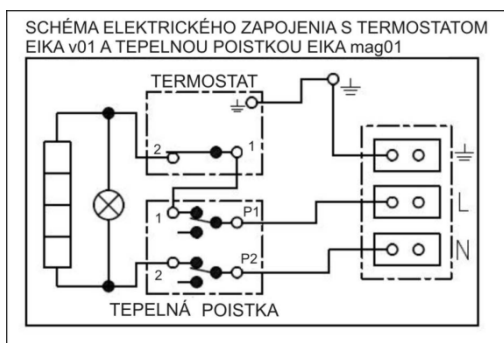 SCHÉMA ELEKTRICKÉHO ZAPOJENIA S TERMOSTATOM
EIKA v01 A TEPELNOU POISTKOU EIKA mag01
TERMOSTAT
2
1
1
P1
L
2
P2
N
TEPELNÁ POISTKA